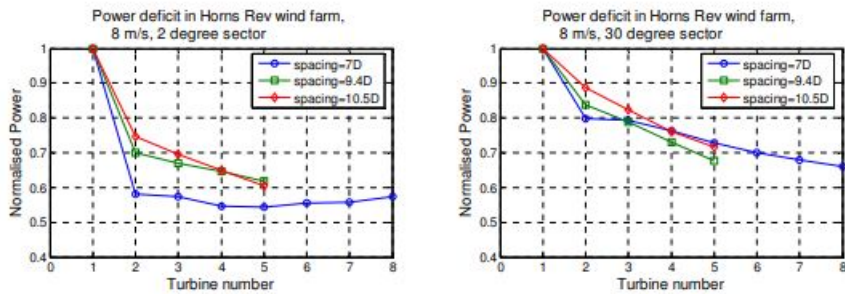 Power deficit in Horns Rev wind farm,
8 m/s, 2 degree sector
1
0.9
0.8
0.7
0.6
0.5
0.4
Normalised Power
spacing=7D
spacing=9.4D
spacing=10.5D
0 1 2 3 4 5 6 7 8
Turbine number
Power deficit in Horns Rev wind farm,
8 m/s, 30 degree sector
1
0.9
0.8
0.7
0.6
0.5
0.4
Normalised Power
spacing=7D
spacing=9.4D
spacing=10.5D
0 1 2 3 4 5 6 7 8
Turbine number